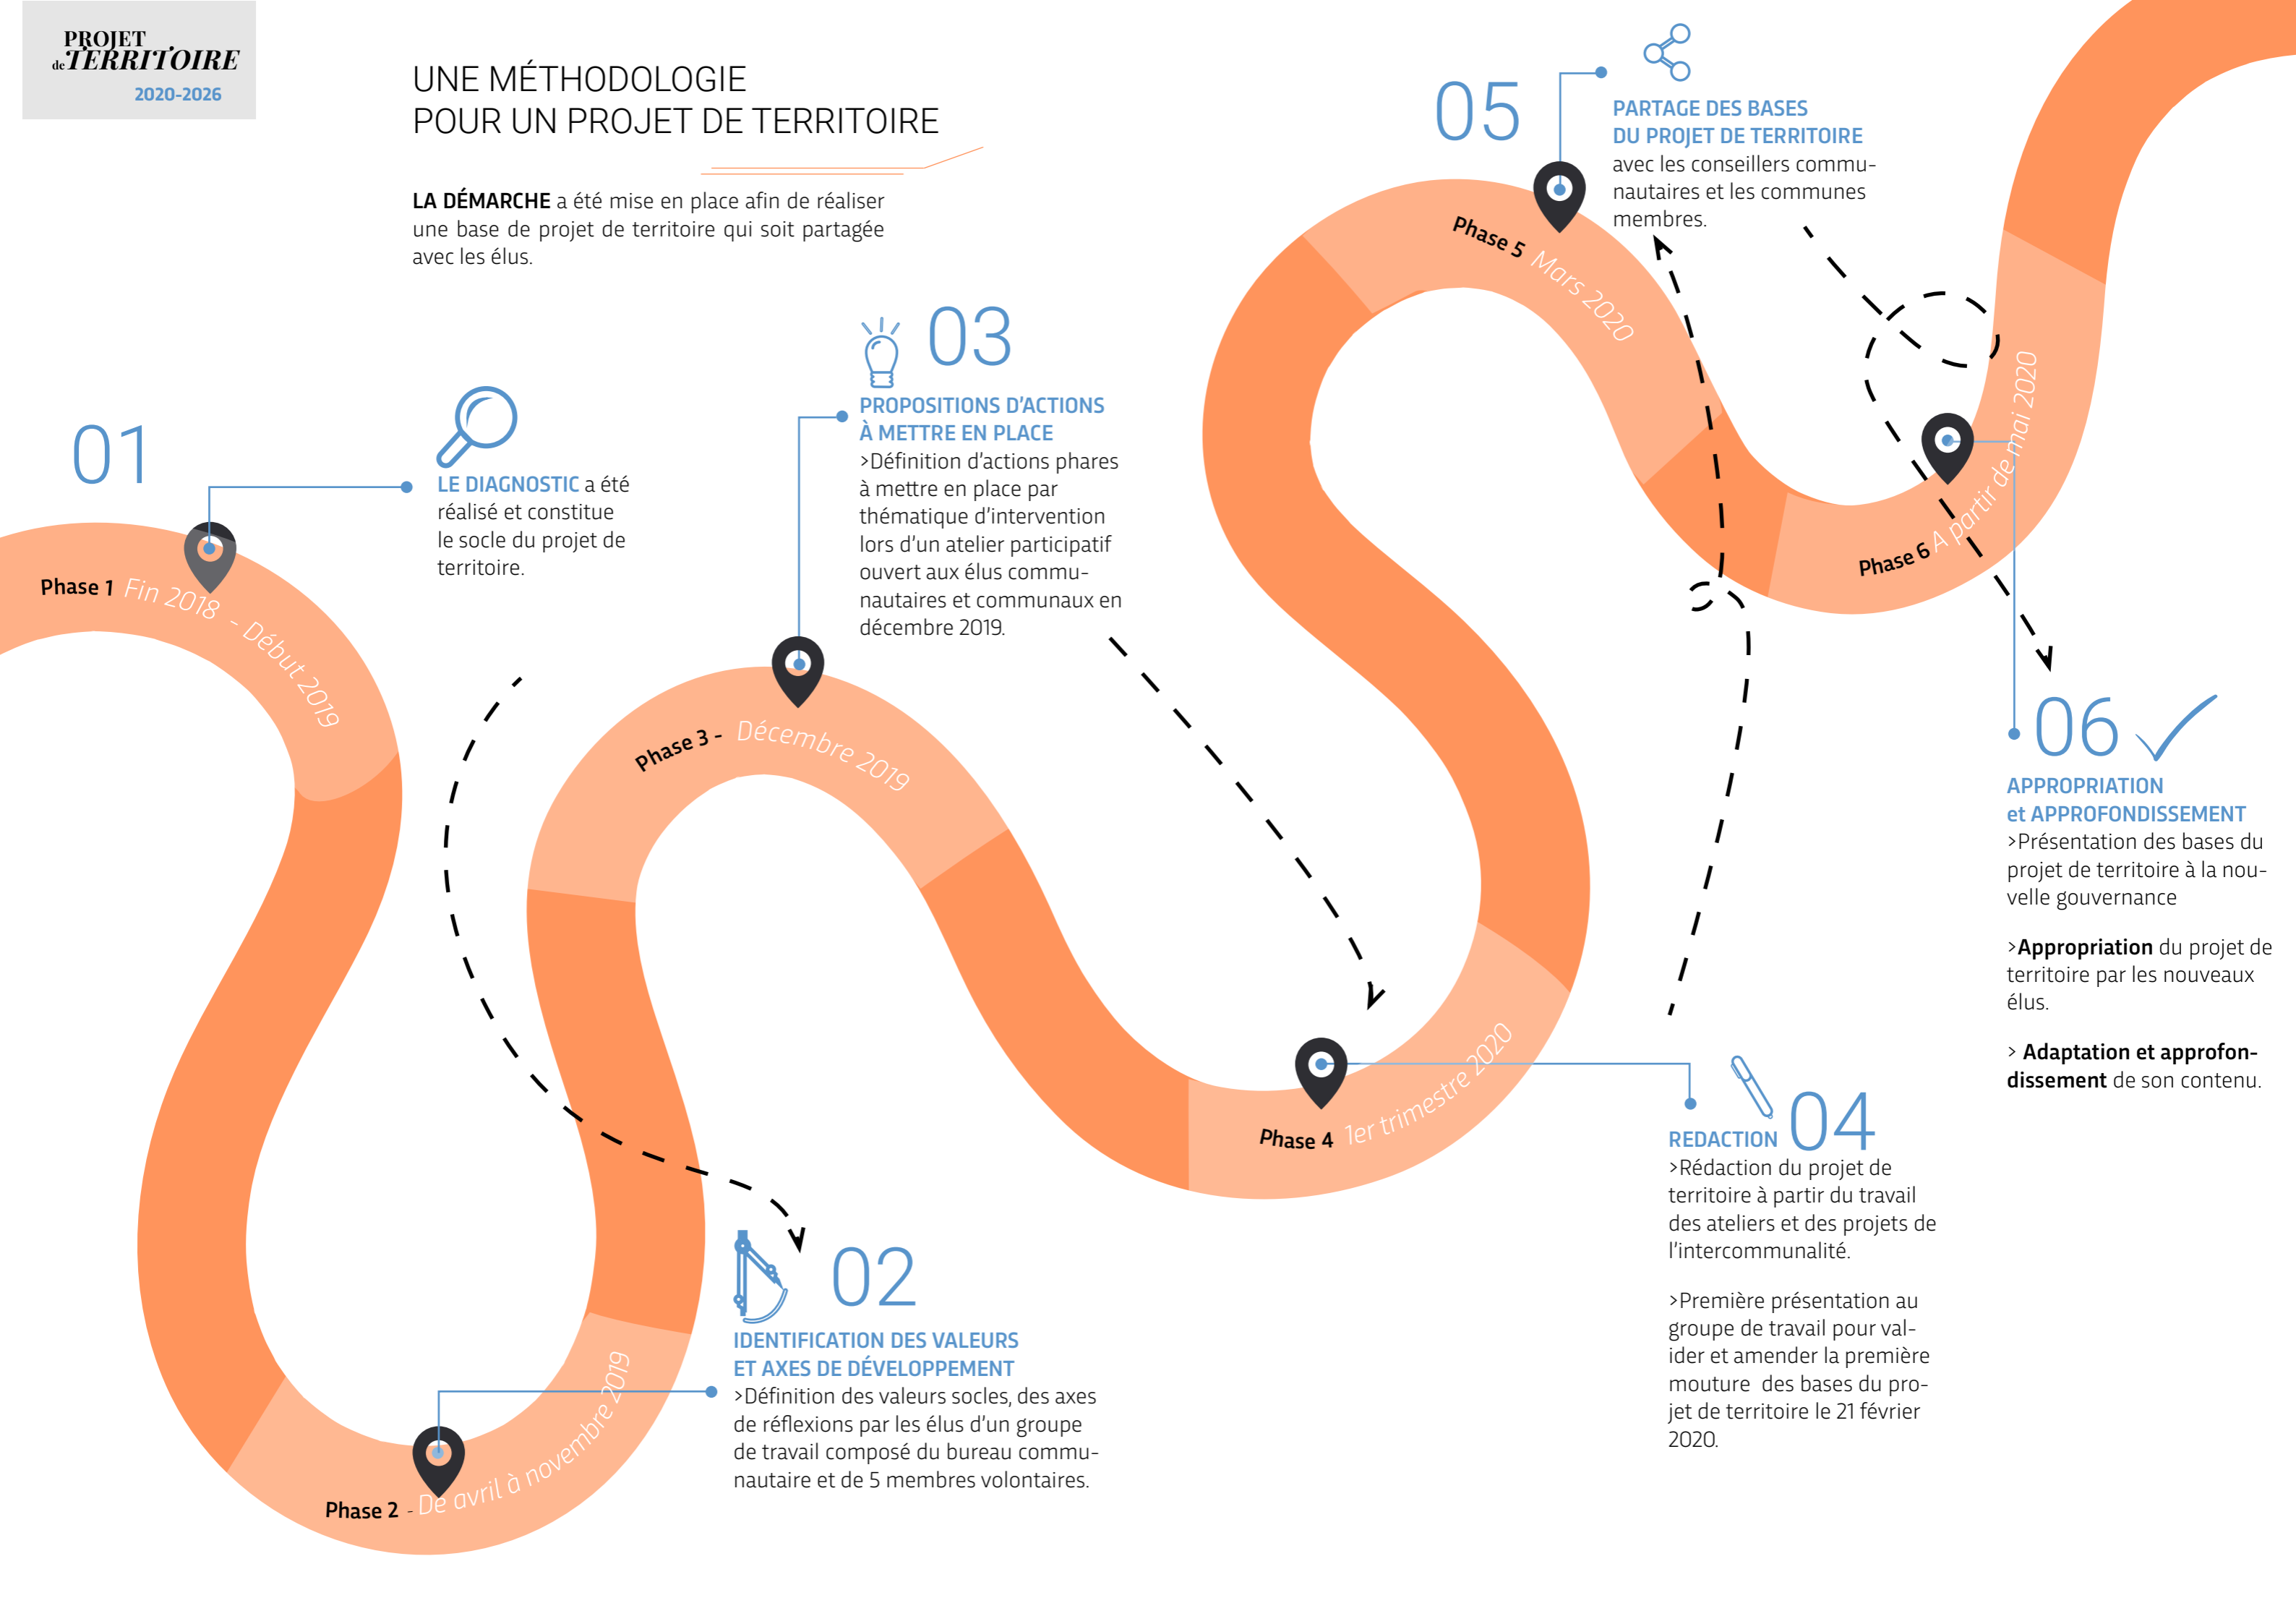 PROJET
de TERRITOIRE
2020-2026
UNE MÉTHODOLOGIE
POUR UN PROJET DE TERRITOIRE
LA DÉMARCHE a été mise en place afin de réaliser
une base de projet de territoire qui soit partagée
avec les élus.
01
LE DIAGNOSTIC a été
réalisé et constitue
le socle du projet de
territoire.
Phase 1 Fin 2018 - Début 2019
02
IDENTIFICATION DES VALEURS
ET AXES DE DÉVELOPPEMENT
>Définition des valeurs socles, des axes
de réflexions par les élus d'un groupe
de travail composé du bureau commu-
nautaire et de 5 membres volontaires.
Phase 2 - De avril à novembre 2019
03
PROPOSITIONS D'ACTIONS
À METTRE EN PLACE
>Définition d'actions phares
à mettre en place par
thématique d'intervention
lors d'un atelier participatif
ouvert aux élus commu-
nautaires et communaux en
décembre 2019.
Phase 3 - Décembre 2019
04
REDACTION
>Rédaction du projet de
territoire à partir du travail
des ateliers et des projets de
l'intercommunalité.
>Première présentation au
groupe de travail pour val-
ider et amender la première
mouture des bases du pro-
jet de territoire le 21 février
2020.
Phase 4 1er trimestre 2020
05
PARTAGE DES BASES
DU PROJET DE TERRITOIRE
avec les conseillers commu-
nautaires et les communes
membres.
Phase 5 Mars 2020
06
APPROPRIATION
et APPROFONDISSEMENT
>Présentation des bases du
projet de territoire à la nou-
velle gouvernance
>Appropriation du projet de
territoire par les nouveaux
élus.
> Adaptation et approfon-
dissement de son contenu.
Phase 6 A partir de mai 2020